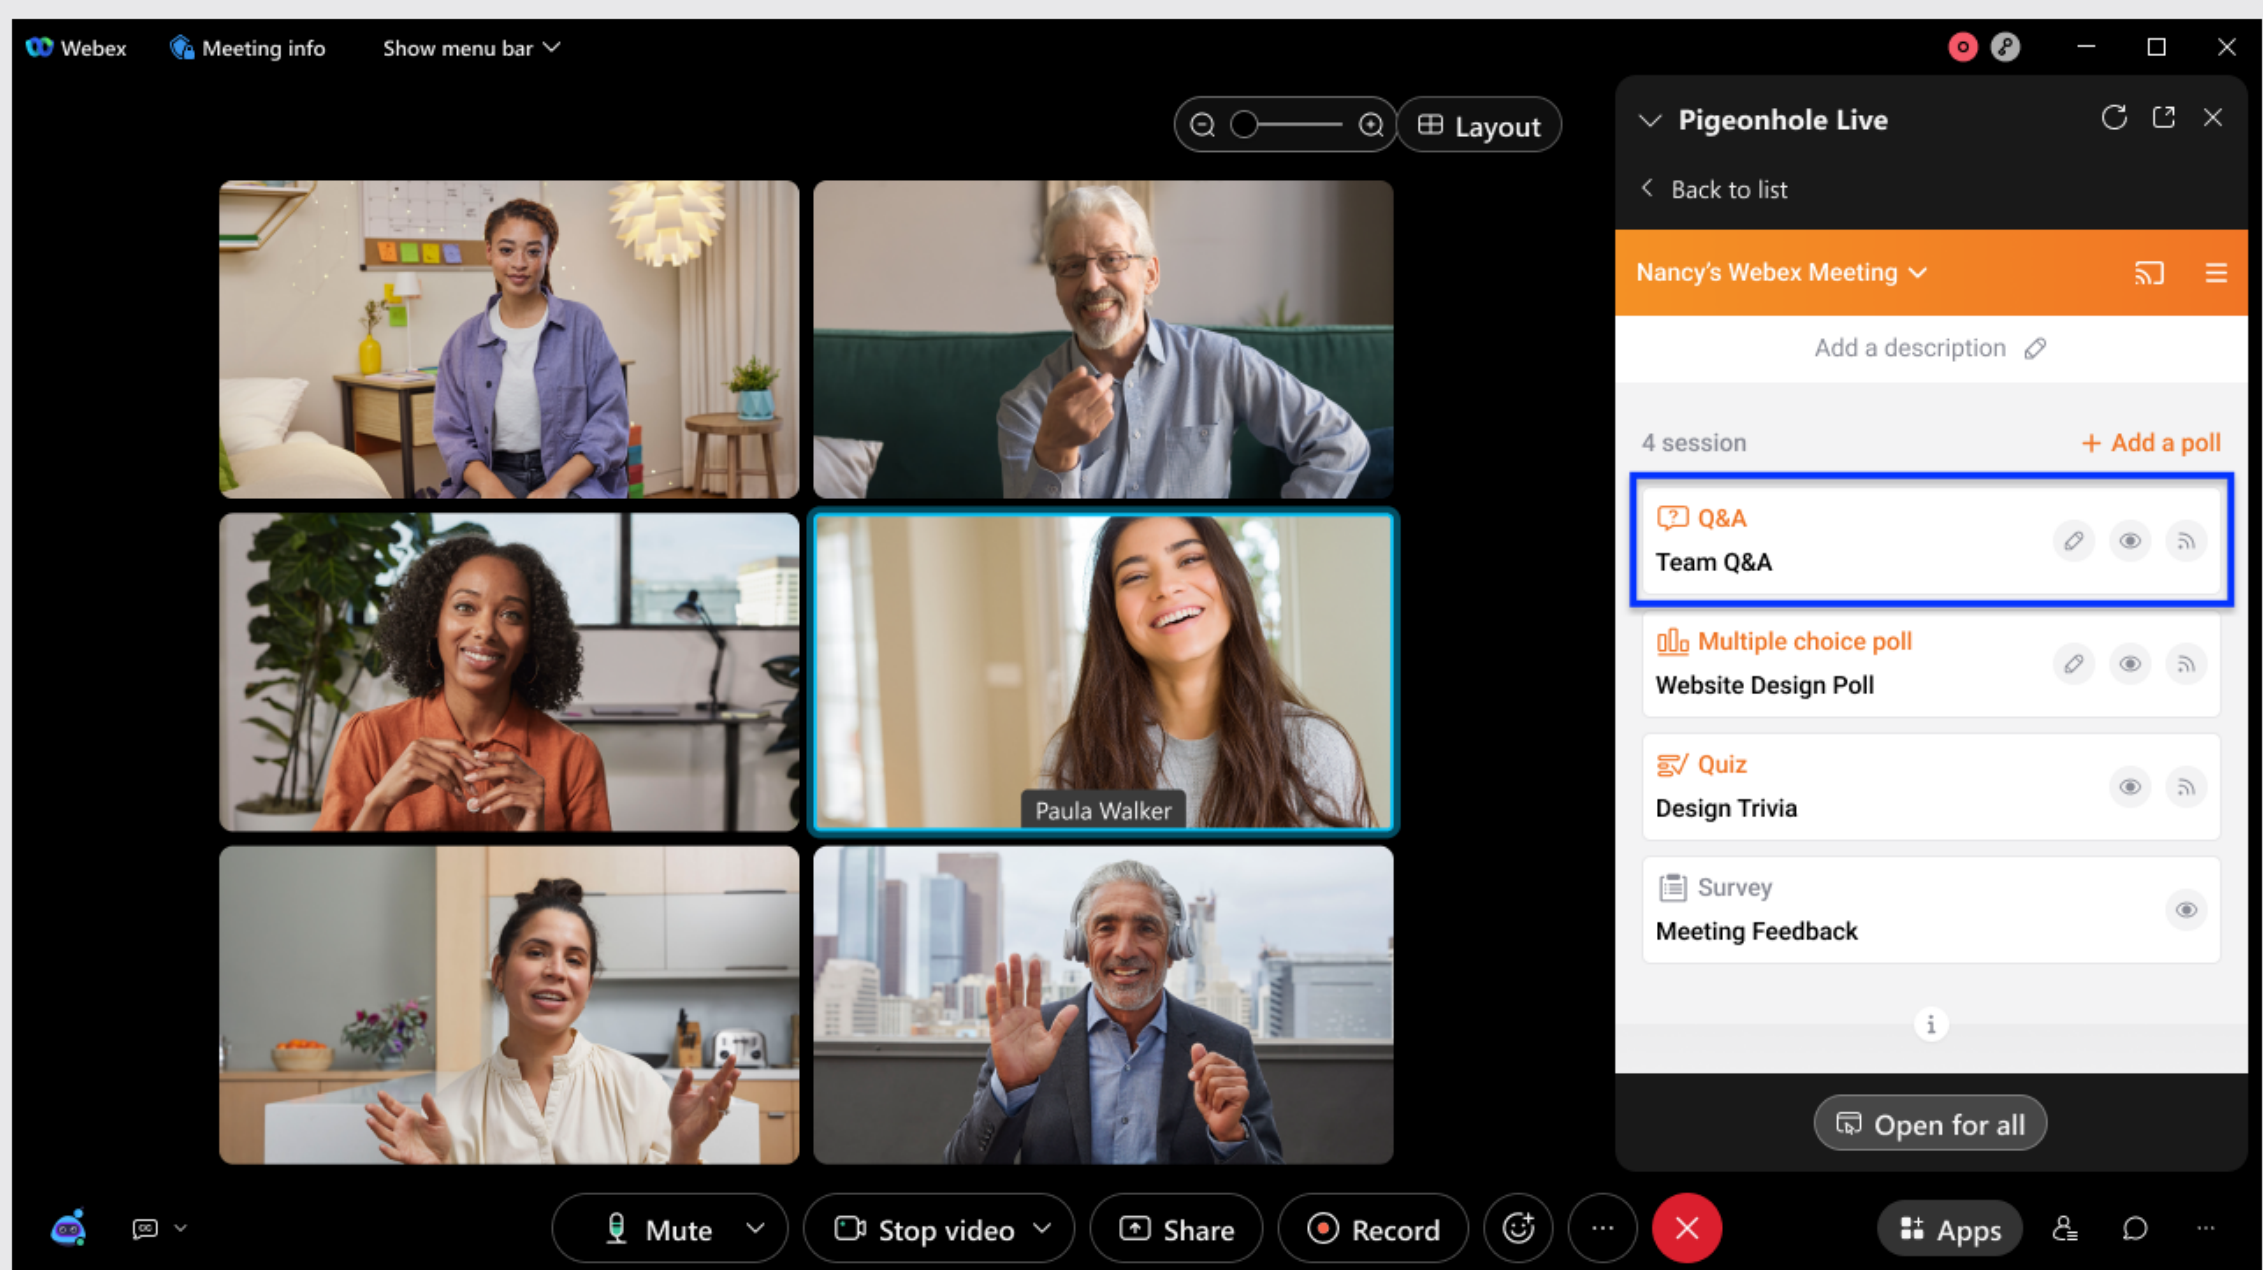 Webex
Meeting info
Show menu bar
Layout
Paula Walker
Pigeonhole Live
Back to list
Nancy's Webex Meeting
Add a description
4 session
+ Add a poll
Q&A
Team Q&A
Multiple choice poll
Website Design Poll
Quiz
Design Trivia
Survey
Meeting Feedback
i
Open for all
CC
Mute
Stop video
Share
Record
Apps